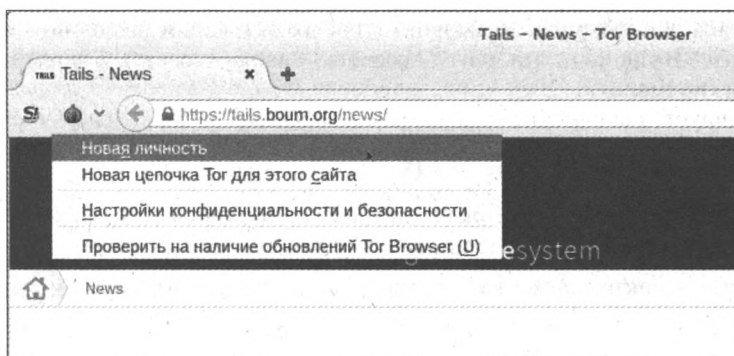 Tails – News – Tor Browser
TAILS Tails - News
S! https://tails.boum.org/news/
Новая личность
Новая цепочка Tor для этого сайта
Настройки конфиденциальности и безопасности
Проверить на наличие обновлений Tor Browser (U)
esystem
News